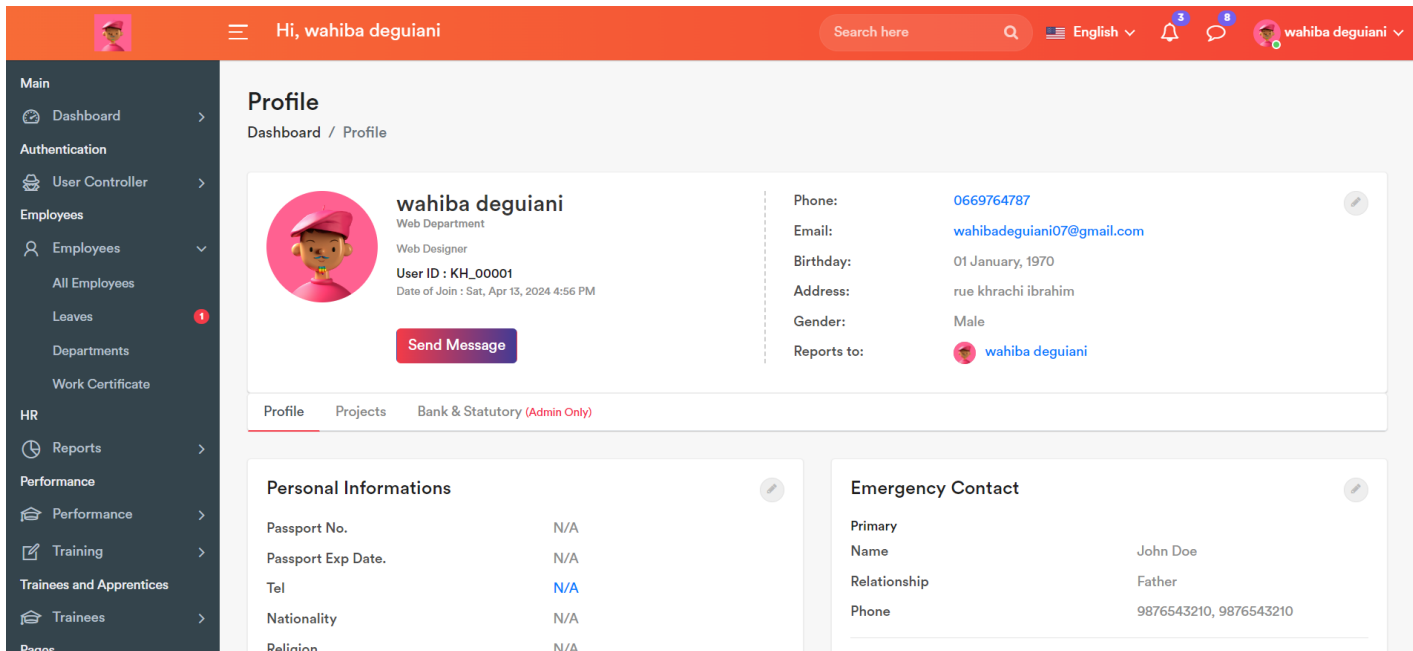 Hi, wahiba deguiani
Search here
English
3
8
wahiba deguiani
Main
Dashboard
Authentication
User Controller
Employees
Employees
All Employees
Leaves 1
Departments
Work Certificate
HR
Reports
Performance
Performance
Training
Trainees and Apprentices
Trainees
Pages
Profile
Dashboard / Profile
wahiba deguiani
Web Department
Web Designer
User ID : KH_00001
Date of Join : Sat, Apr 13, 2024 4:56 PM
Send Message
Phone: 0669764787
Email: wahibadeguiani07@gmail.com
Birthday: 01 January, 1970
Address: rue khrachi ibrahim
Gender: Male
Reports to: wahiba deguiani
Profile Projects Bank & Statutory (Admin Only)
Personal Informations
Passport No. N/A
Passport Exp Date. N/A
Tel N/A
Nationality N/A
Religion N/A
Emergency Contact
Primary
Name John Doe
Relationship Father
Phone 9876543210, 9876543210